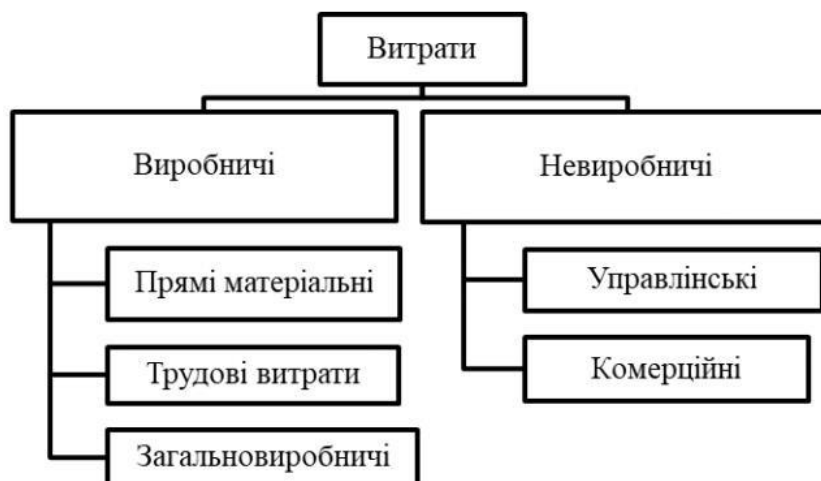 Витрати
Виробничі
Невиробничі
Прямі матеріальні
Управлінські
Трудові витрати
Комерційні
Загальновиробничі